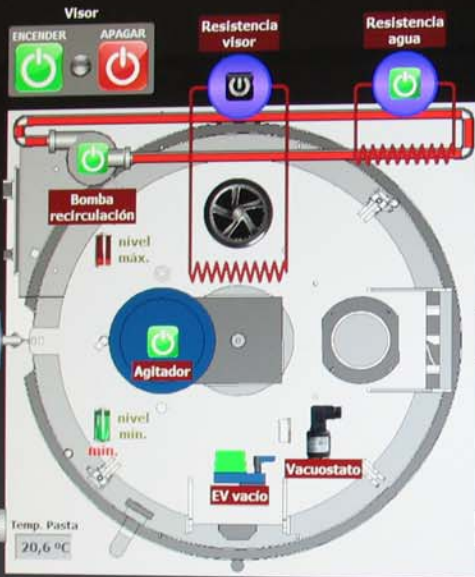 Visor
ENCENDER
APAGAR
Resistencia
visor
Resistencia
agua
Bomba
recirculación
nivel
máx.
Agitador
nivel
min.
min.
EV vacio
Vacuostato
Temp. Pasta
20,6 ºC